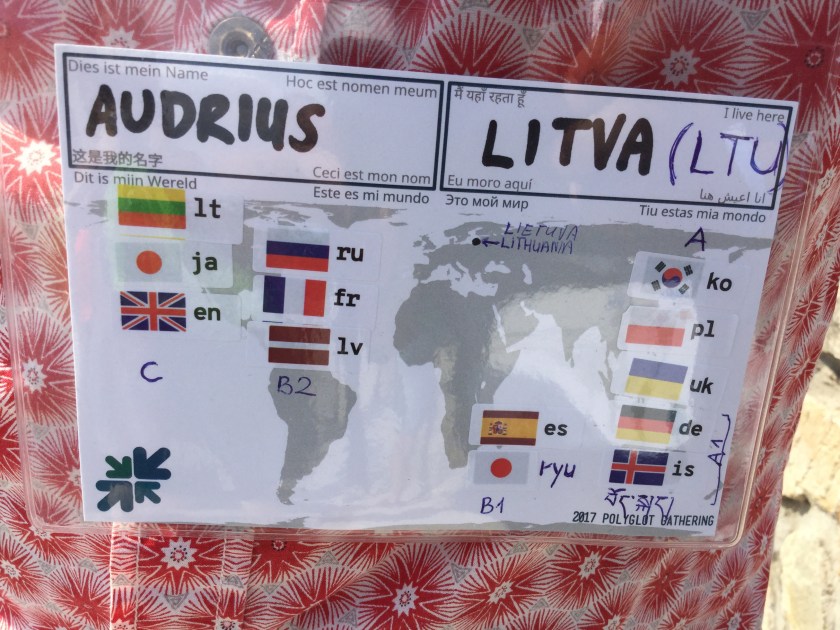 Dies ist mein Name
Hoc est nomen meum
AUDRIUS
这是我的名字
Ceci est mon nom
मैं यहाँ रहता हूँ
I live here
LITVA (LTU)
Eu moro aquí
انا اعيش هنا
Dit is mijn Wereld
Este es mi mundo
Это мой мир
Tiu estas mia mondo
LIETUVA
LITHUANIA
lt
ja
en
C
ru
fr
lv
B2
es
ryu
B1
A
ko
pl
uk
de
is
བོད་སྐད།
A1
2017 POLYGLOT GATHERING